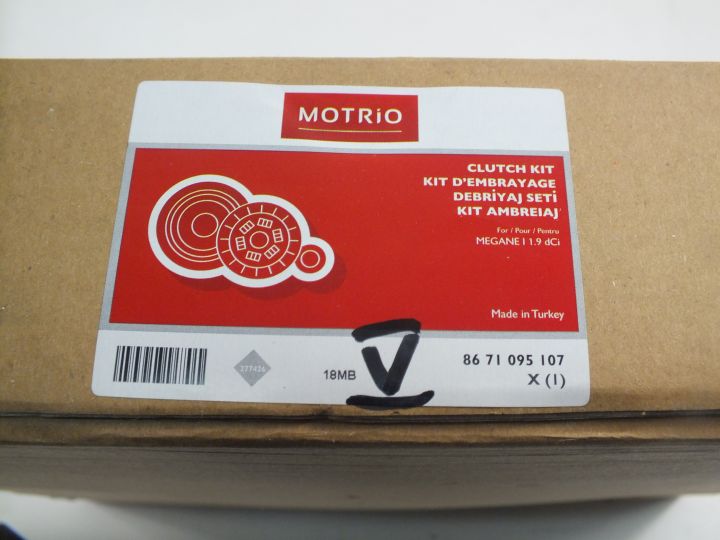 MOTRiO
CLUTCH KIT
KIT D'EMBRAYAGE
DEBRİYAJ SETİ
KIT AMBREIAJ
For / Pour / Pentru
MEGANE I 1.9 dCi
Made in Turkey
277426
18MB
V
86 71 095 107
X (1)